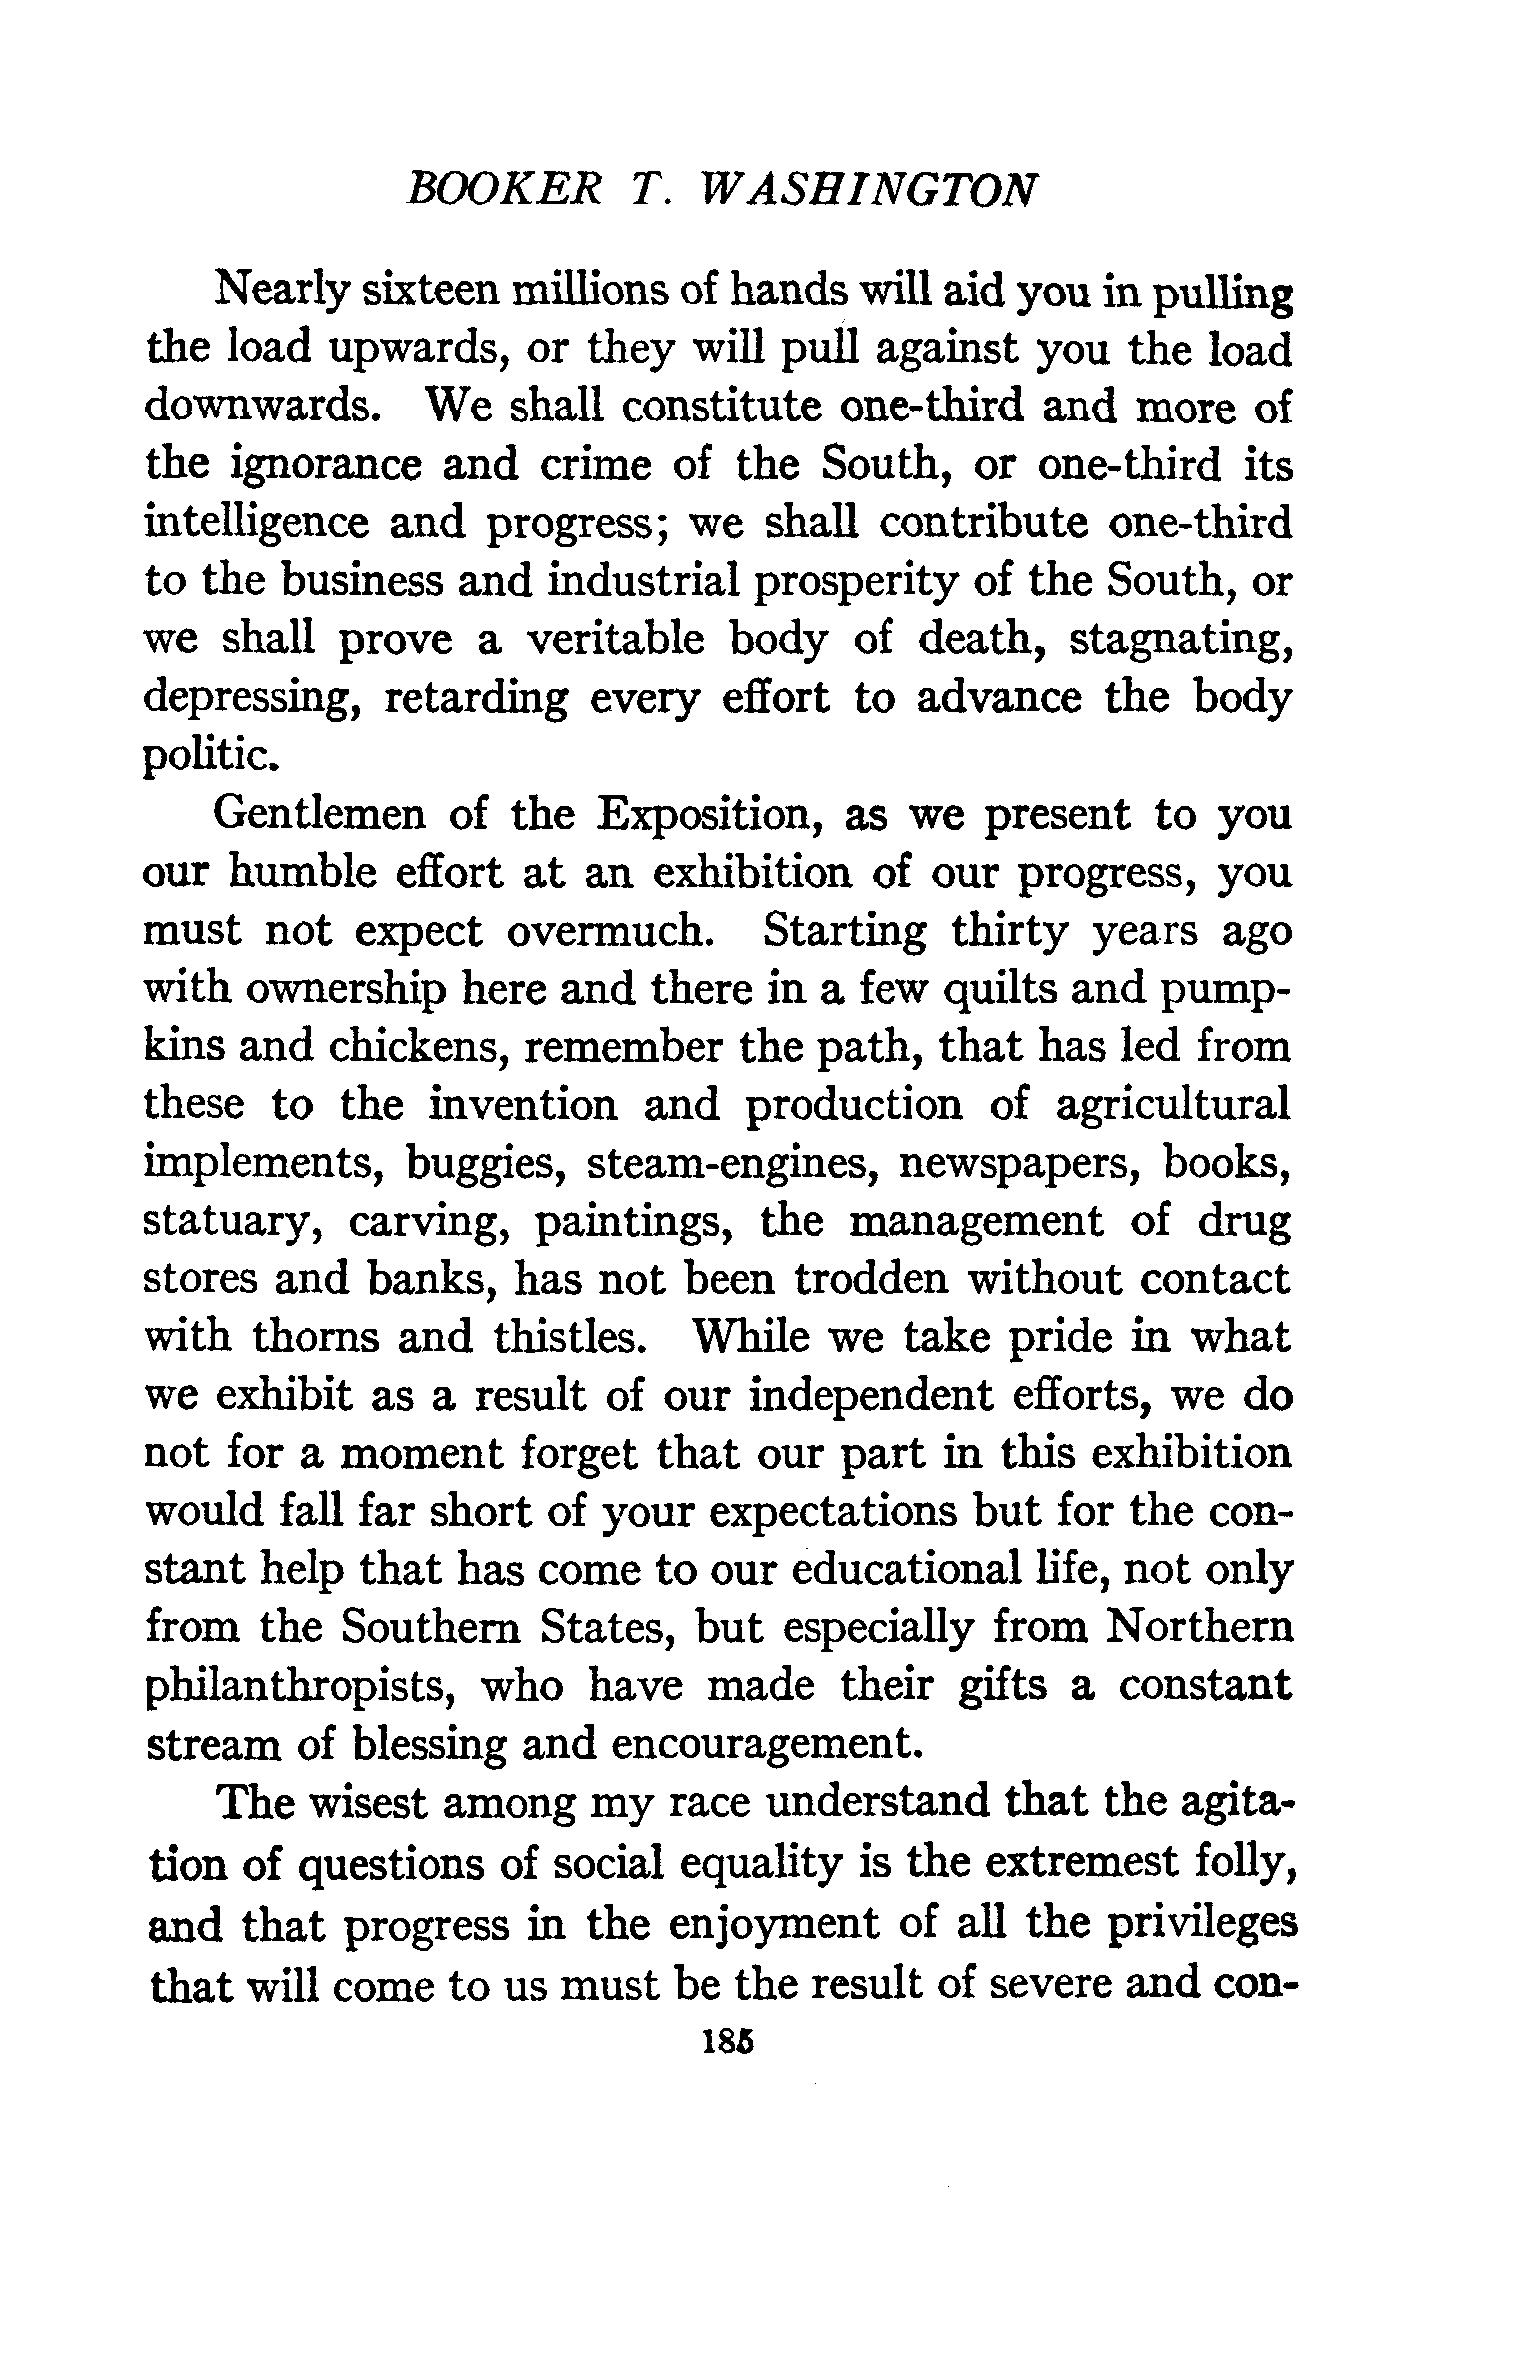 BOOKER T. WASHINGTON
Nearly sixteen millions of hands will aid you in pulling
the load upwards, or they will pull against you the load
downwards. We shall constitute one-third and more of
the ignorance and crime of the South, or one-third its
intelligence and progress; we shall contribute one-third
to the business and industrial prosperity of the South, or
we shall prove a veritable body of death, stagnating,
depressing, retarding every effort to advance the body
politic.
Gentlemen of the Exposition, as we present to you
our humble effort at an exhibition of our progress, you
must not expect overmuch. Starting thirty years ago
with ownership here and there in a few quilts and pump-
kins and chickens, remember the path, that has led from
these to the invention and production of agricultural
implements, buggies, steam-engines, newspapers, books,
statuary, carving, paintings, the management of drug
stores and banks, has not been trodden without contact
with thorns and thistles. While we take pride in what
we exhibit as a result of our independent efforts, we do
not for a moment forget that our part in this exhibition
would fall far short of your expectations but for the con-
stant help that has come to our educational life, not only
from the Southern States, but especially from Northern
philanthropists, who have made their gifts a constant
stream of blessing and encouragement.
The wisest among my race understand that the agita-
tion of questions of social equality is the extremest folly,
and that progress in the enjoyment of all the privileges
that will come to us must be the result of severe and con-
185